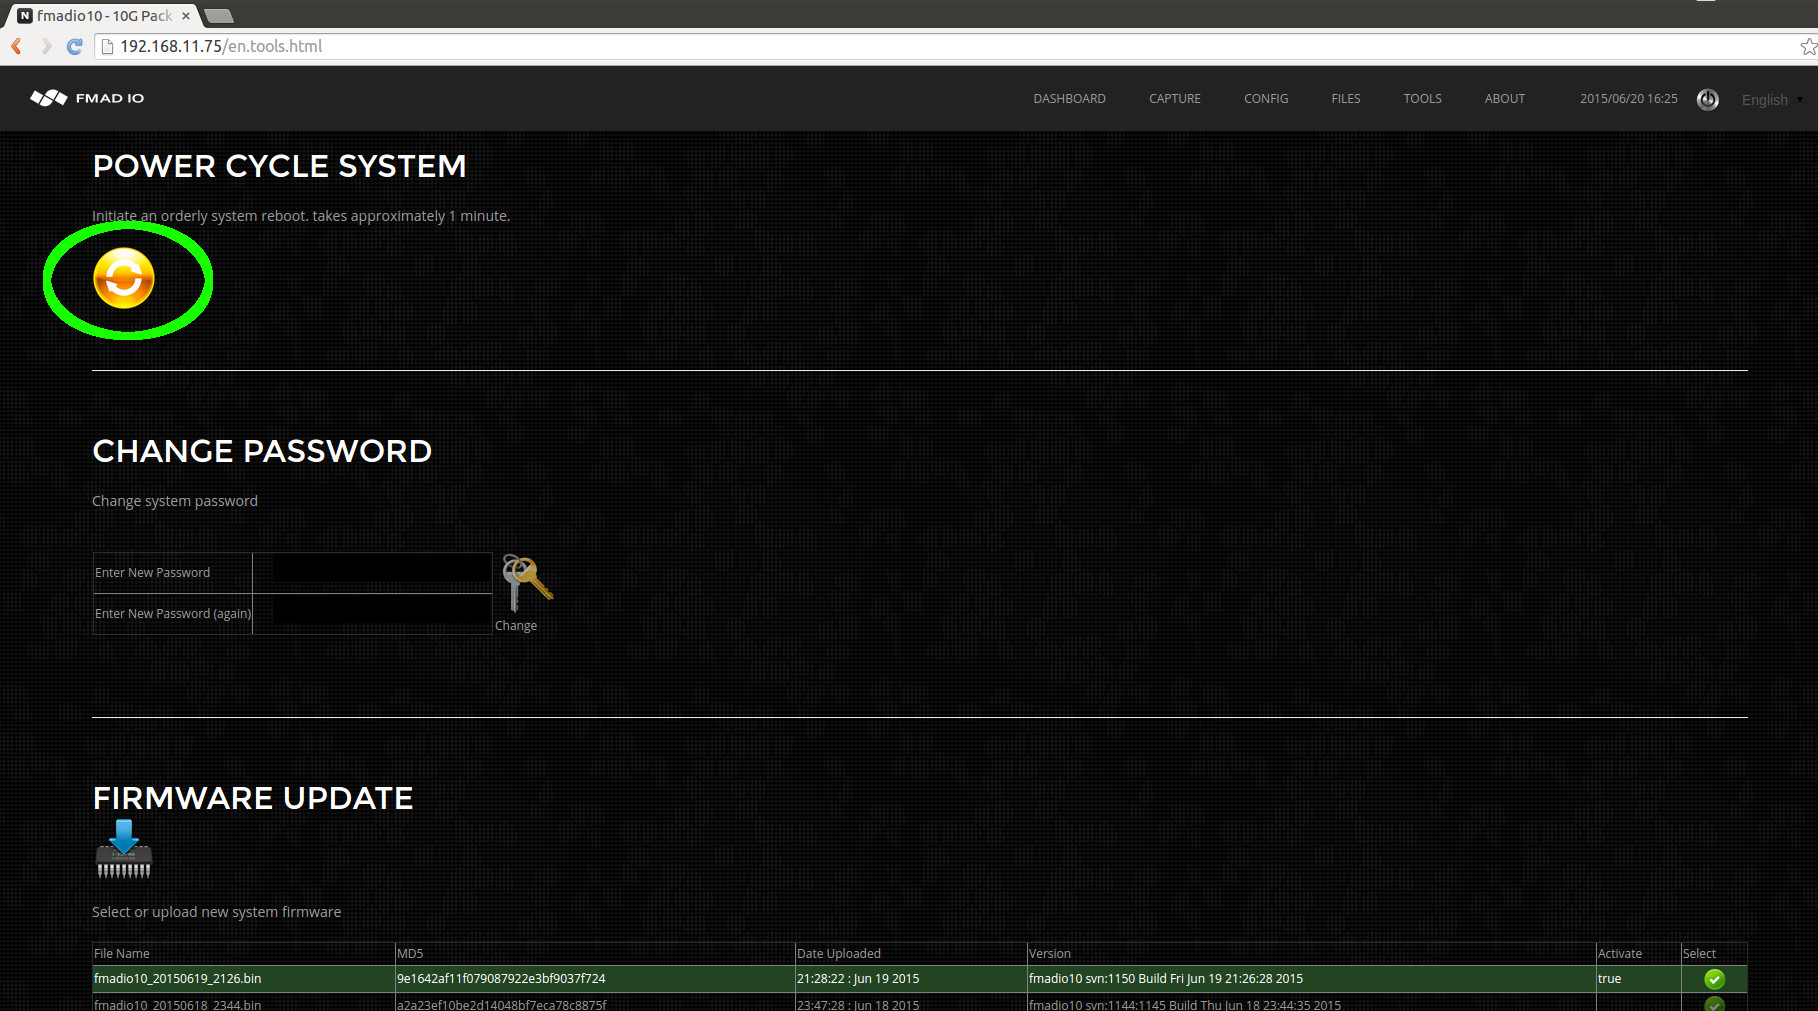 fmadio10 - 10G Pack
192.168.11.75/en.tools.html
FMAD IO DASHBOARD CAPTURE CONFIG FILES TOOLS ABOUT 2015/06/20 16:25 English
POWER CYCLE SYSTEM
Initiate an orderly system reboot. takes approximately 1 minute.
CHANGE PASSWORD
Change system password
Enter New Password
Enter New Password (again)
Change
FIRMWARE UPDATE
Select or upload new system firmware
File Name MD5 Date Uploaded Version Activate Select
fmadio10_20150619_2126.bin 9e1642af11f079087922e3bf9037f724 21:28:22 : Jun 19 2015 fmadio10 svn:1150 Build Fri Jun 19 21:26:28 2015 true
fmadio10_20150618_2344.bin a2a23ef10be2d14048bf7eca78c8875f 23:47:28 : Jun 18 2015 fmadio10 svn:1144:1145 Build Thu Jun 18 23:44:35 2015